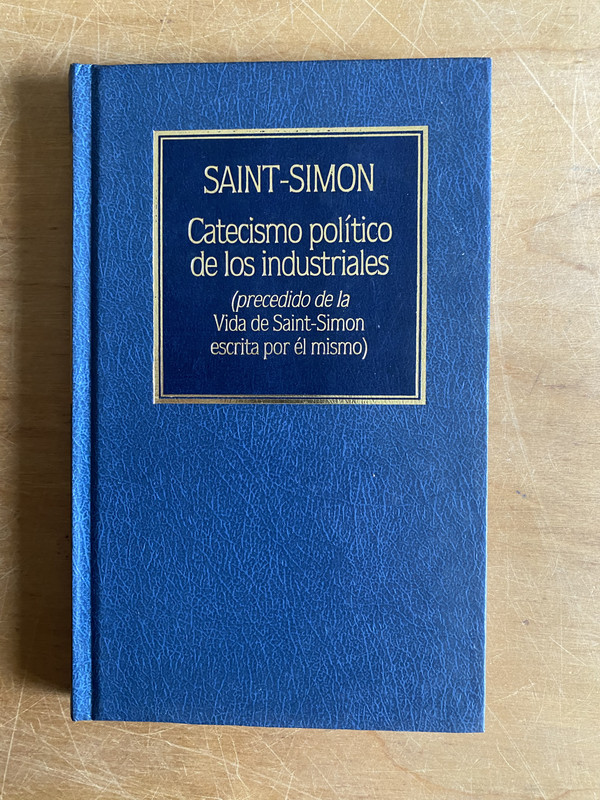 SAINT-SIMON
Catecismo político
de los industriales
(precedido de la
Vida de Saint-Simon
escrita por él mismo)